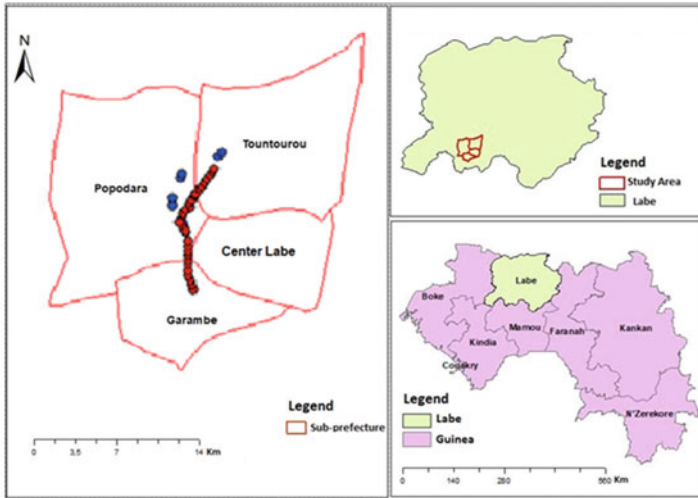 N
Tountourou
Popodara
Center Labe
Garambe
Legend
Sub-prefecture
0 3,5 7 14 Km
Legend
Study Area
Labe
Boke
Labe
Mamou
Faranah
Kankan
Kindia
Conakry
N'Zerekore
Legend
Labe
Guinea
0 140 280 560 Km